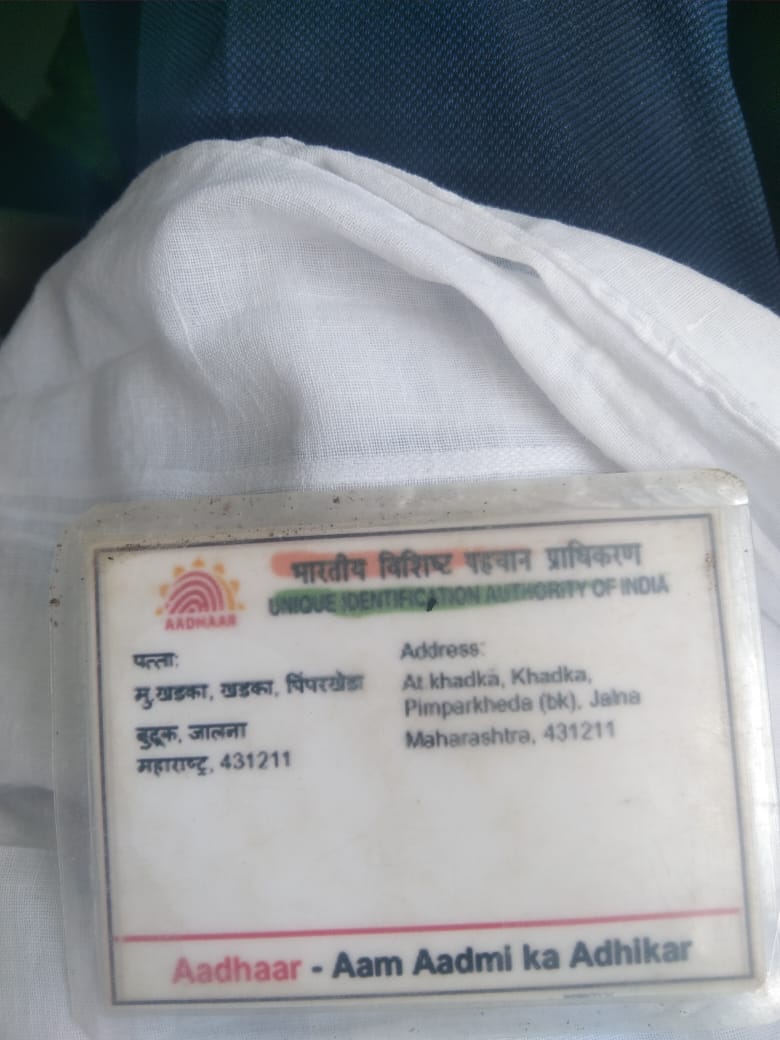 भारतीय विशिष्ट पहचान प्राधिकरण
UNIQUE IDENTIFICATION AUTHORITY OF INDIA
AADHAAR
पत्ता:
मु.खडका, खडका, पिंपरखेडा
बुद्रूक, जालना
महाराष्ट्र, 431211
Address:
At khadka, Khadka,
Pimparkheda (bk), Jalna
Maharashtra, 431211
Aadhaar - Aam Aadmi ka Adhikar